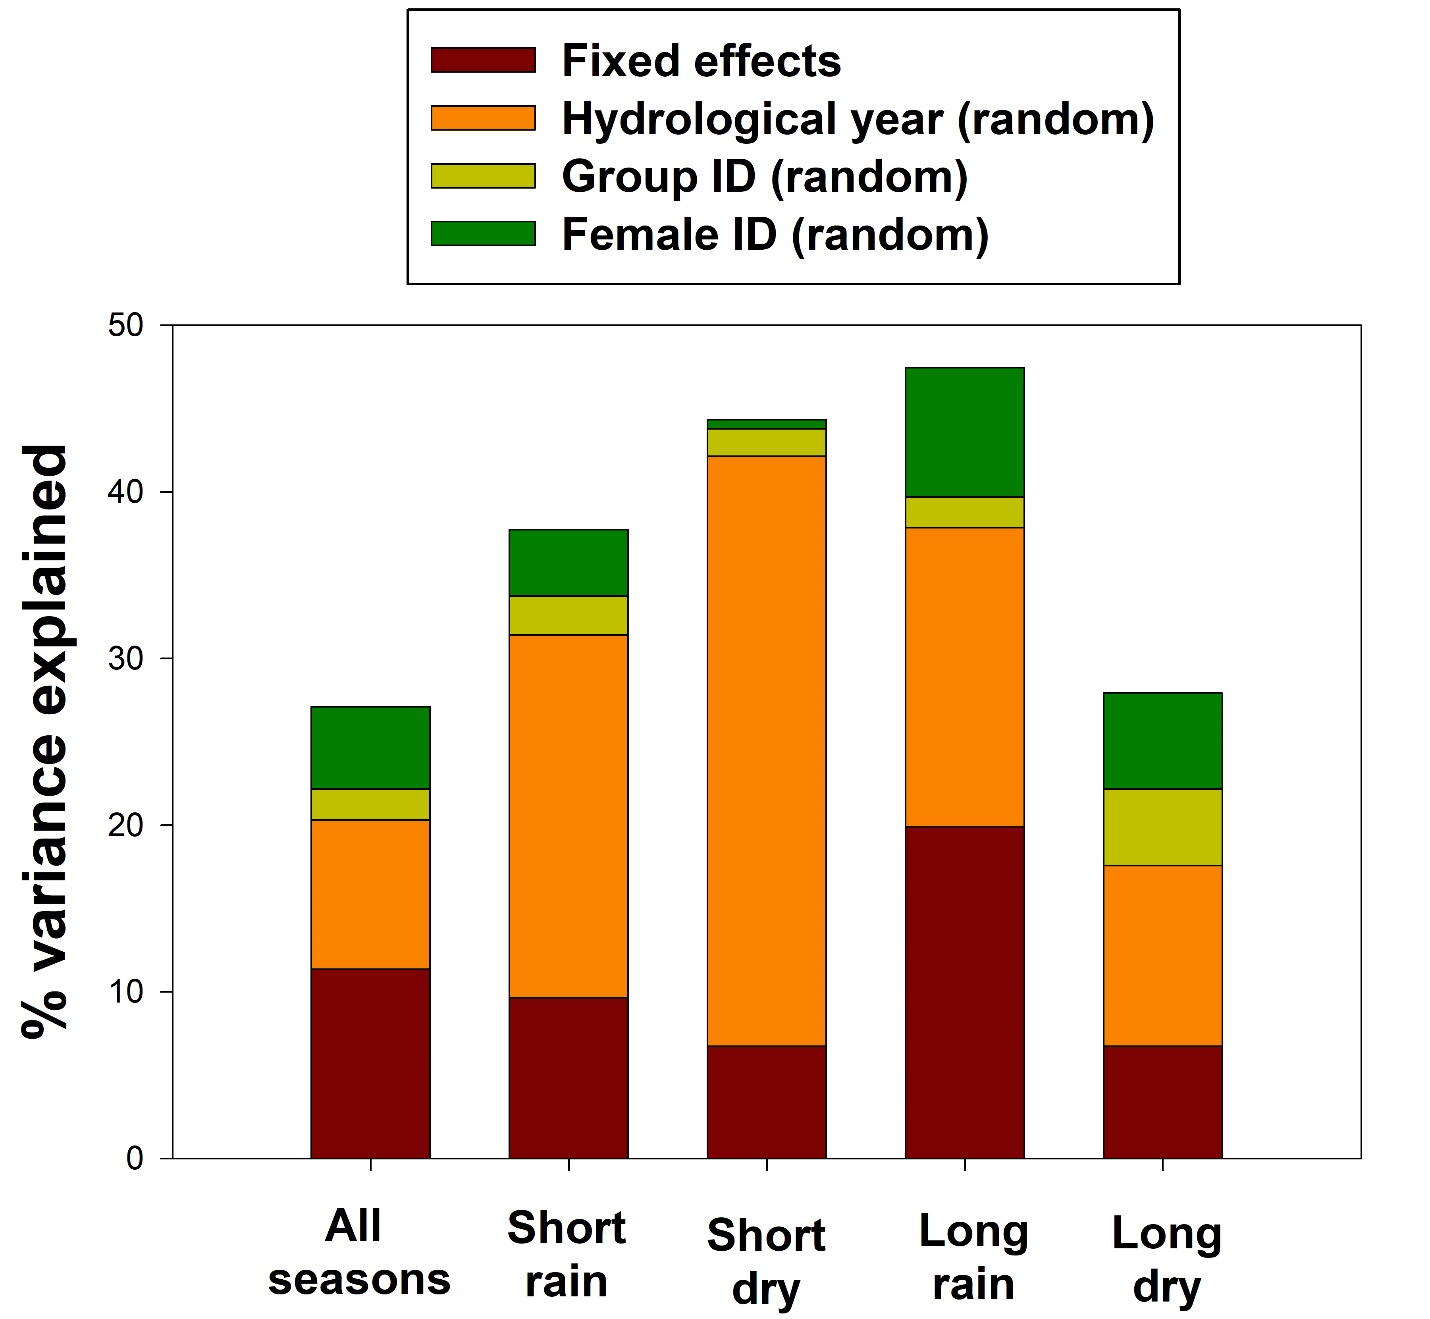 Fixed effects
Hydrological year (random)
Group ID (random)
Female ID (random)
% variance explained
50
40
30
20
10
0
All seasons
Short rain
Short dry
Long rain
Long dry